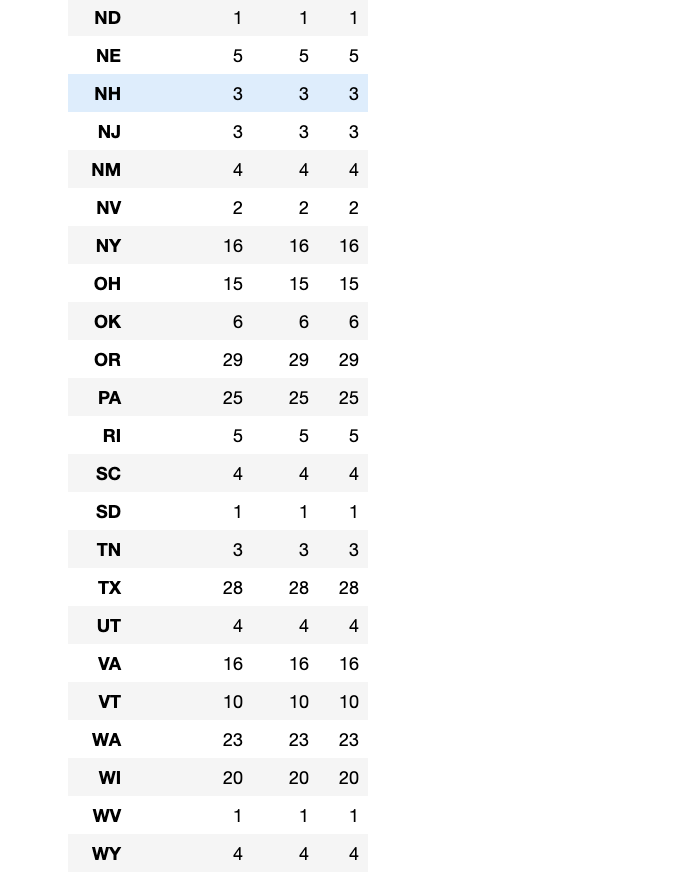 ND 1 1 1
NE 5 5 5
NH 3 3 3
NJ 3 3 3
NM 4 4 4
NV 2 2 2
NY 16 16 16
OH 15 15 15
OK 6 6 6
OR 29 29 29
PA 25 25 25
RI 5 5 5
SC 4 4 4
SD 1 1 1
TN 3 3 3
TX 28 28 28
UT 4 4 4
VA 16 16 16
VT 10 10 10
WA 23 23 23
WI 20 20 20
WV 1 1 1
WY 4 4 4